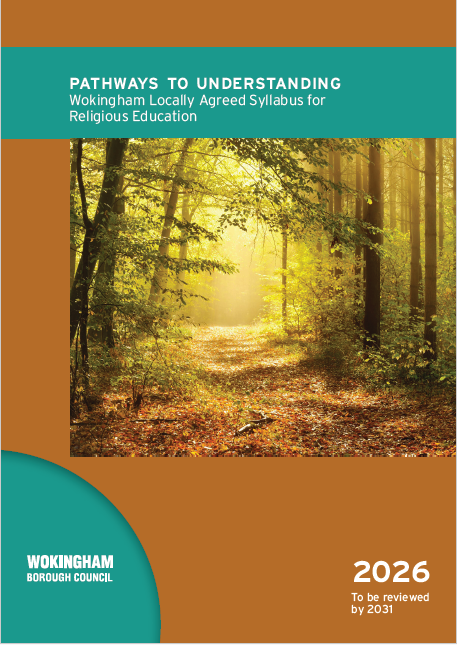 PATHWAYS TO UNDERSTANDING
Wokingham Locally Agreed Syllabus for
Religious Education
WOKINGHAM
BOROUGH COUNCIL
2026
To be reviewed
by 2031